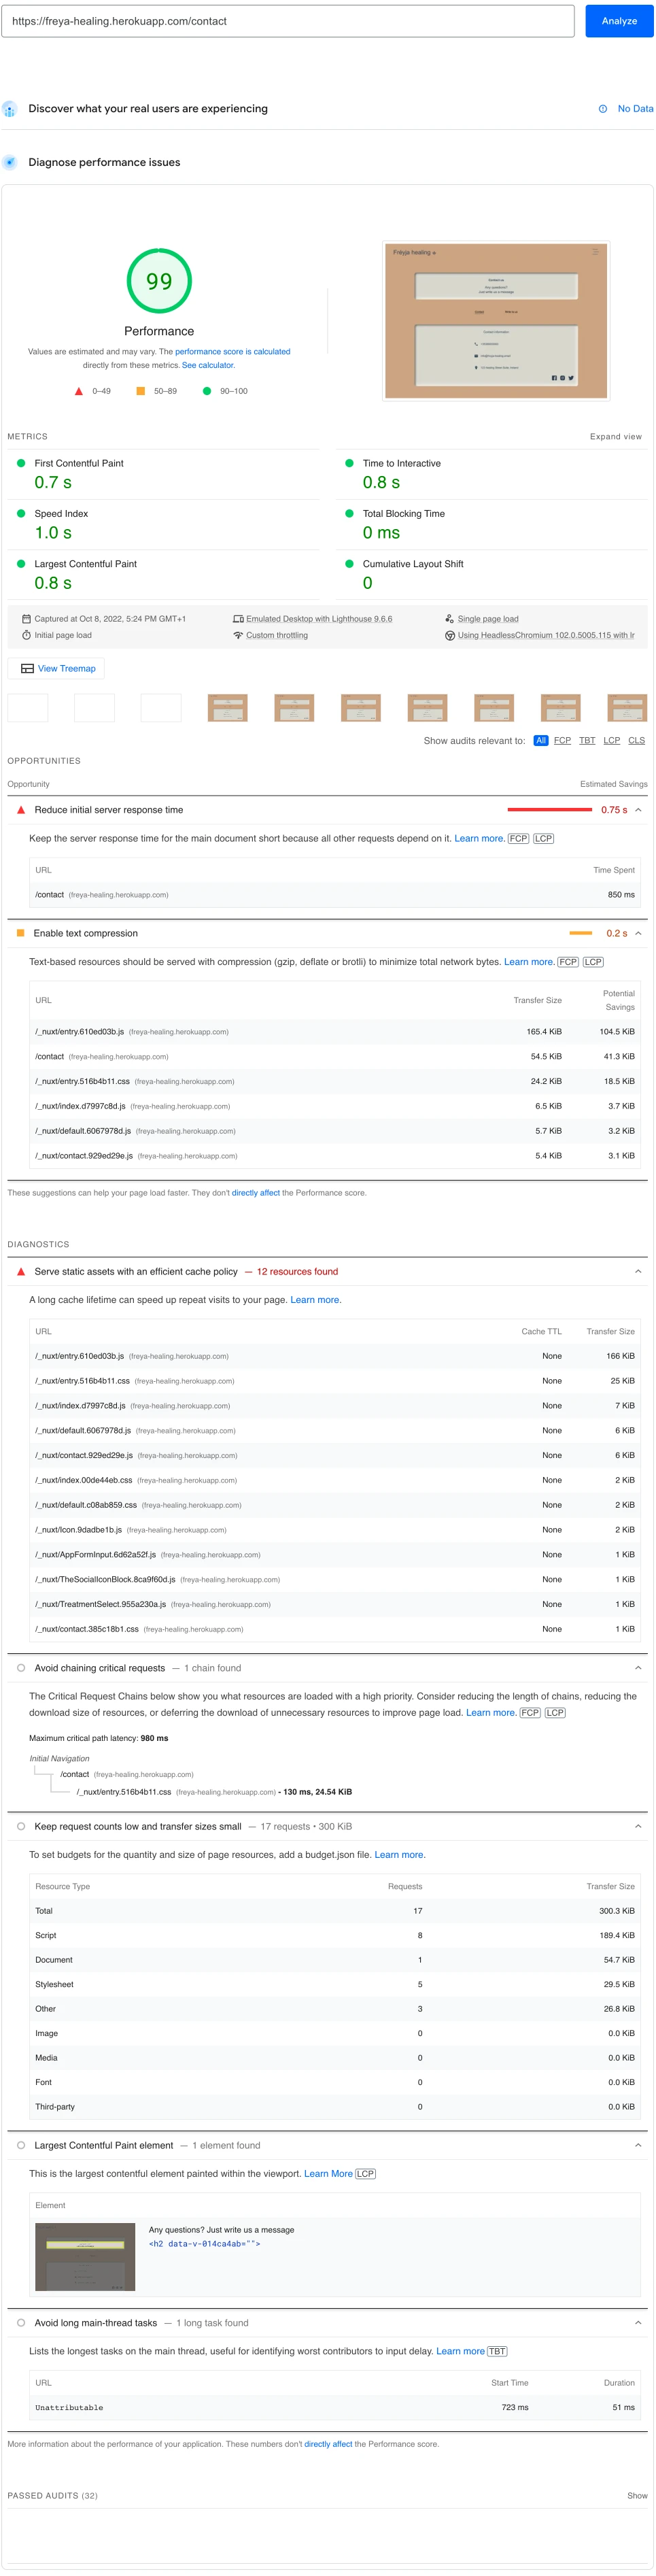 https://freya-healing.herokuapp.com/contact
Analyze
Discover what your real users are experiencing
No Data
Diagnose performance issues
99
Performance
Values are estimated and may vary. The performance score is calculated
directly from these metrics. See calculator.
0–49
50–89
90–100
Freyja healing
Contact us
Any questions?
Just write us a message
Contact information
METRICS
Expand view
First Contentful Paint
0.7 s
Time to Interactive
0.8 s
Speed Index
1.0 s
Total Blocking Time
0 ms
Largest Contentful Paint
0.8 s
Cumulative Layout Shift
0
Captured at Oct 8, 2022, 5:24 PM GMT+1
Emulated Desktop with Lighthouse 9.6.6
Single page load
Initial page load
Custom throttling
Using HeadlessChromium 102.0.5005.115 with lr
View Treemap
Show audits relevant to: All FCP TBT LCP CLS
OPPORTUNITIES
Opportunity Estimated Savings
Reduce initial server response time 0.75 s
Keep the server response time for the main document short because all other requests depend on it. Learn more. FCP LCP
URL Time Spent
/contact (freya-healing.herokuapp.com) 850 ms
Enable text compression 0.2 s
Text-based resources should be served with compression (gzip, deflate or brotli) to minimize total network bytes. Learn more. FCP LCP
URL Transfer Size Potential Savings
/_nuxt/entry.610ed03b.js (freya-healing.herokuapp.com) 165.4 KiB 104.5 KiB
/contact (freya-healing.herokuapp.com) 54.5 KiB 41.3 KiB
/_nuxt/entry.516b4b11.css (freya-healing.herokuapp.com) 24.2 KiB 18.5 KiB
/_nuxt/index.d7997c8d.js (freya-healing.herokuapp.com) 6.5 KiB 3.7 KiB
/_nuxt/default.6067978d.js (freya-healing.herokuapp.com) 5.7 KiB 3.2 KiB
/_nuxt/contact.929ed29e.js (freya-healing.herokuapp.com) 5.4 KiB 3.1 KiB
These suggestions can help your page load faster. They don't directly affect the Performance score.
DIAGNOSTICS
Serve static assets with an efficient cache policy — 12 resources found
A long cache lifetime can speed up repeat visits to your page. Learn more.
URL Cache TTL Transfer Size
/_nuxt/entry.610ed03b.js (freya-healing.herokuapp.com) None 166 KiB
/_nuxt/entry.516b4b11.css (freya-healing.herokuapp.com) None 25 KiB
/_nuxt/index.d7997c8d.js (freya-healing.herokuapp.com) None 7 KiB
/_nuxt/default.6067978d.js (freya-healing.herokuapp.com) None 6 KiB
/_nuxt/contact.929ed29e.js (freya-healing.herokuapp.com) None 6 KiB
/_nuxt/index.00de44eb.css (freya-healing.herokuapp.com) None 2 KiB
/_nuxt/default.c08ab859.css (freya-healing.herokuapp.com) None 2 KiB
/_nuxt/Icon.9dadbe1b.js (freya-healing.herokuapp.com) None 2 KiB
/_nuxt/AppFormInput.6d62a52f.js (freya-healing.herokuapp.com) None 1 KiB
/_nuxt/TheSocialIconBlock.8ca9f60d.js (freya-healing.herokuapp.com) None 1 KiB
/_nuxt/TreatmentSelect.955a230a.js (freya-healing.herokuapp.com) None 1 KiB
/_nuxt/contact.385c18b1.css (freya-healing.herokuapp.com) None 1 KiB
Avoid chaining critical requests — 1 chain found
The Critical Request Chains below show you what resources are loaded with a high priority. Consider reducing the length of chains, reducing the
download size of resources, or deferring the download of unnecessary resources to improve page load. Learn more. FCP LCP
Maximum critical path latency: 980 ms
Initial Navigation
/contact (freya-healing.herokuapp.com)
/_nuxt/entry.516b4b11.css (freya-healing.herokuapp.com) - 130 ms, 24.54 KiB
Keep request counts low and transfer sizes small — 17 requests • 300 KiB
To set budgets for the quantity and size of page resources, add a budget.json file. Learn more.
Resource Type Requests Transfer Size
Total 17 300.3 KiB
Script 8 189.4 KiB
Document 1 54.7 KiB
Stylesheet 5 29.5 KiB
Other 3 26.8 KiB
Image 0 0.0 KiB
Media 0 0.0 KiB
Font 0 0.0 KiB
Third-party 0 0.0 KiB
Largest Contentful Paint element — 1 element found
This is the largest contentful element painted within the viewport. Learn More LCP
Element
Any questions? Just write us a message
<h2 data-v-014ca4ab="">
Avoid long main-thread tasks — 1 long task found
Lists the longest tasks on the main thread, useful for identifying worst contributors to input delay. Learn more TBT
URL Start Time Duration
Unattributable 723 ms 51 ms
More information about the performance of your application. These numbers don't directly affect the Performance score.
PASSED AUDITS (32)
Show